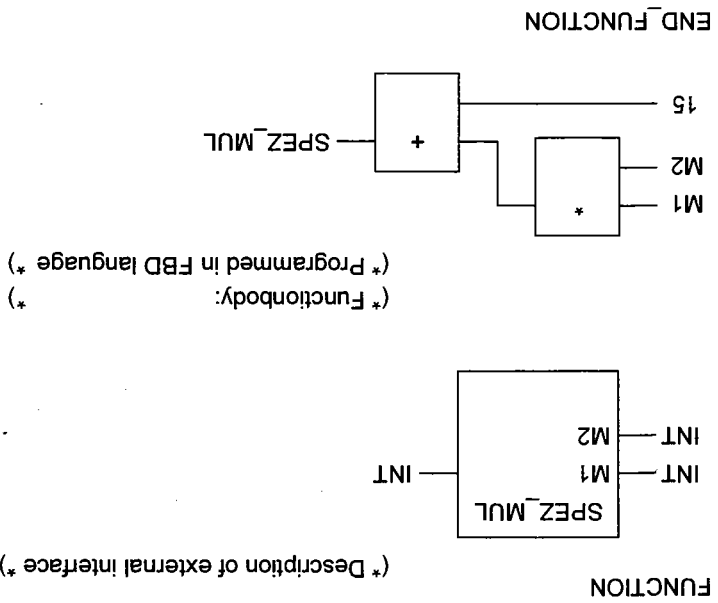 FUNCTION (* Description of external interface *)
SPEZ_MUL
INT M1 INT
INT M2
(* Functionbody: *)
(* Programmed in FBD language *)
M1 *
M2 + SPEZ_MUL
15
END_FUNCTION